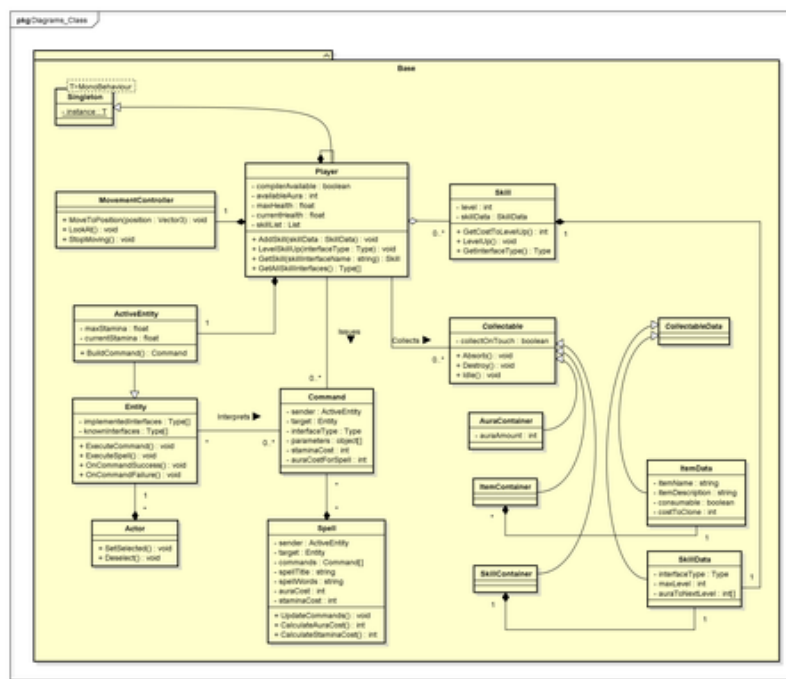 pkg Diagrams_Class
Base
T>MonoBehaviour
Singleton
- instance : T
Player
- compilerAvailable : boolean
- availableAura : int
- maxHealth : float
- currentHealth : float
- skillList : List
+ AddSkill(skillData : SkillData) : void
+ LevelSkillUp(interfaceType : Type) : void
+ GetSkill(skillInterfaceName : string) : Skill
+ GetAllSkillInterfaces() : Type[]
MovementController
+ MoveToPosition(position : Vector3) : void
+ LookAt() : void
+ StopMoving() : void
1
Skill
- level : int
- skillData : SkillData
+ GetCostToLevelUp() : int
+ LevelUp() : void
+ GetInterfaceType() : Type
0..*
1
ActiveEntity
- maxStamina : float
- currentStamina : float
+ BuildCommand() : Command
1
Issues
0..*
Collects
0..*
Collectable
- collectOnTouch : boolean
+ Absorb() : void
+ Destroy() : void
+ Idle() : void
CollectableData
Entity
- implementedInterfaces : Type[]
- knownInterfaces : Type[]
+ ExecuteCommand() : void
+ ExecuteSpell() : void
+ OnCommandSuccess() : void
+ OnCommandFailure() : void
Interprets
*
0..*
Command
- sender : ActiveEntity
- target : Entity
- interfaceType : Type
- parameters : object[]
- staminaCost : int
- auraCostForSpell : int
AuraContainer
- auraAmount : int
ItemContainer
*
ItemData
- itemName : string
- itemDescription : string
- consumable : boolean
- costToClone : int
1
1
*
Actor
+ SetSelected() : void
+ Deselect() : void
*
*
Spell
- sender : ActiveEntity
- target : Entity
- commands : Command[]
- spellTitle : string
- spellWords : string
- auraCost : int
- staminaCost : int
+ UpdateCommands() : void
+ CalculateAuraCost() : int
+ CalculateStaminaCost() : int
SkillContainer
1
SkillData
- interfaceType : Type
- maxLevel : int
- auraToNextLevel : int[]
1
1